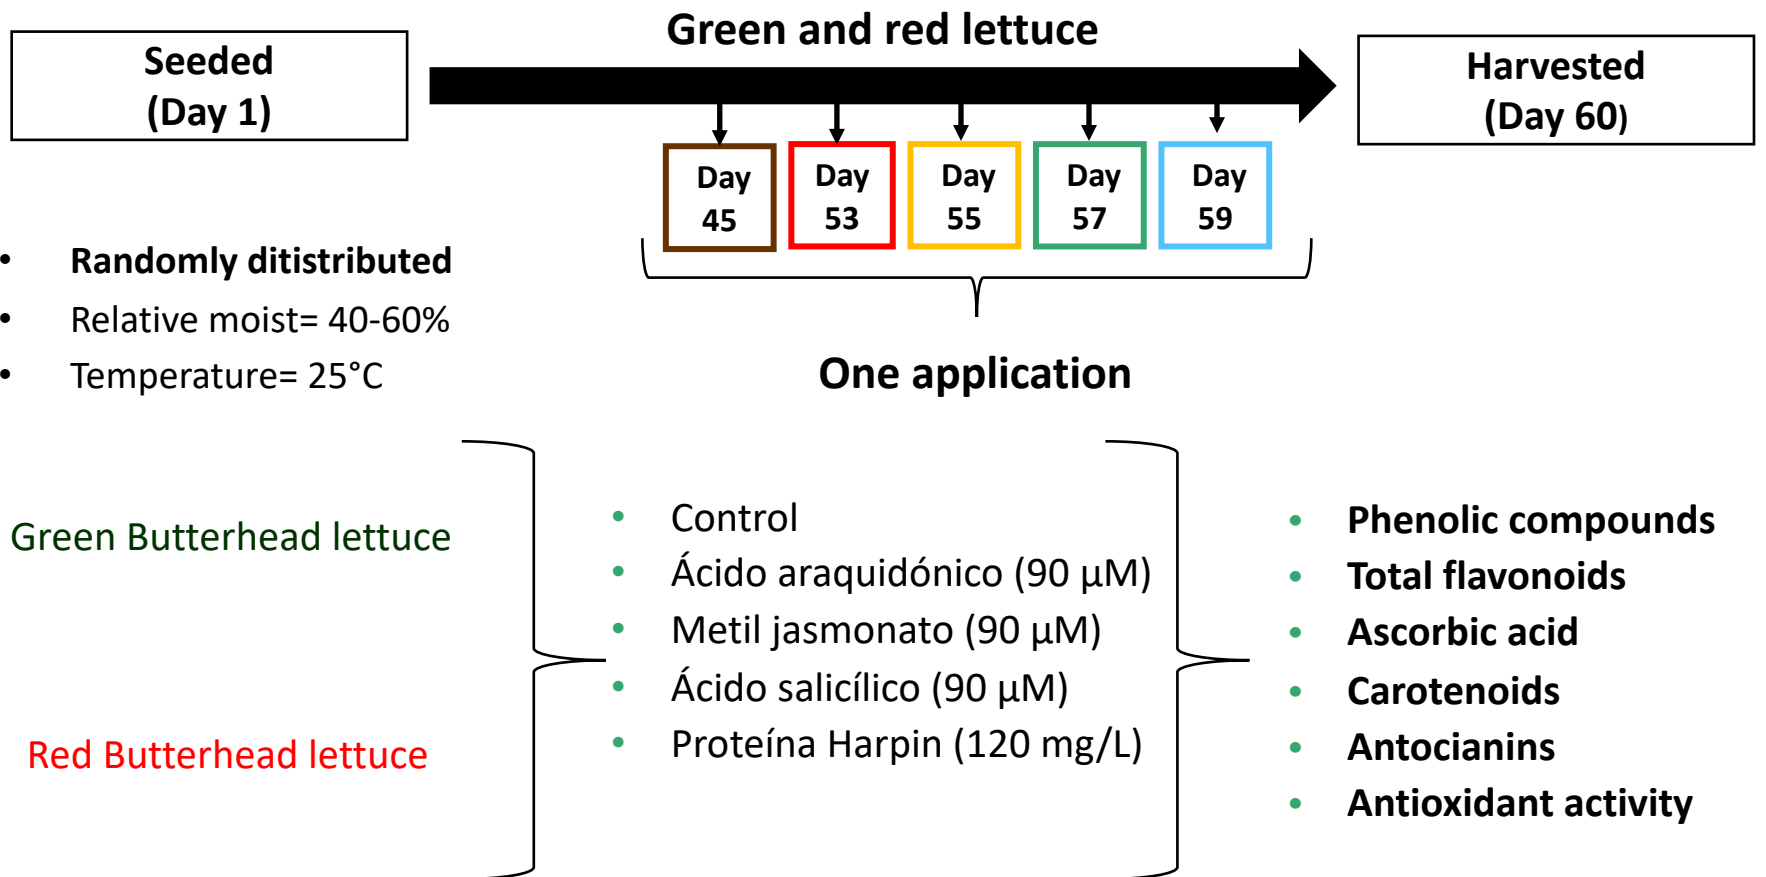 Green and red lettuce
Seeded
(Day 1)
Harvested
(Day 60)
Day
45
Day
53
Day
55
Day
57
Day
59
• Randomly ditistributed
• Relative moist= 40-60%
• Temperature= 25°C
One application
Green Butterhead lettuce
Red Butterhead lettuce
• Control
• Ácido araquidónico (90 µM)
• Metil jasmonato (90 µM)
• Ácido salicílico (90 µM)
• Proteína Harpin (120 mg/L)
• Phenolic compounds
• Total flavonoids
• Ascorbic acid
• Carotenoids
• Antocianins
• Antioxidant activity